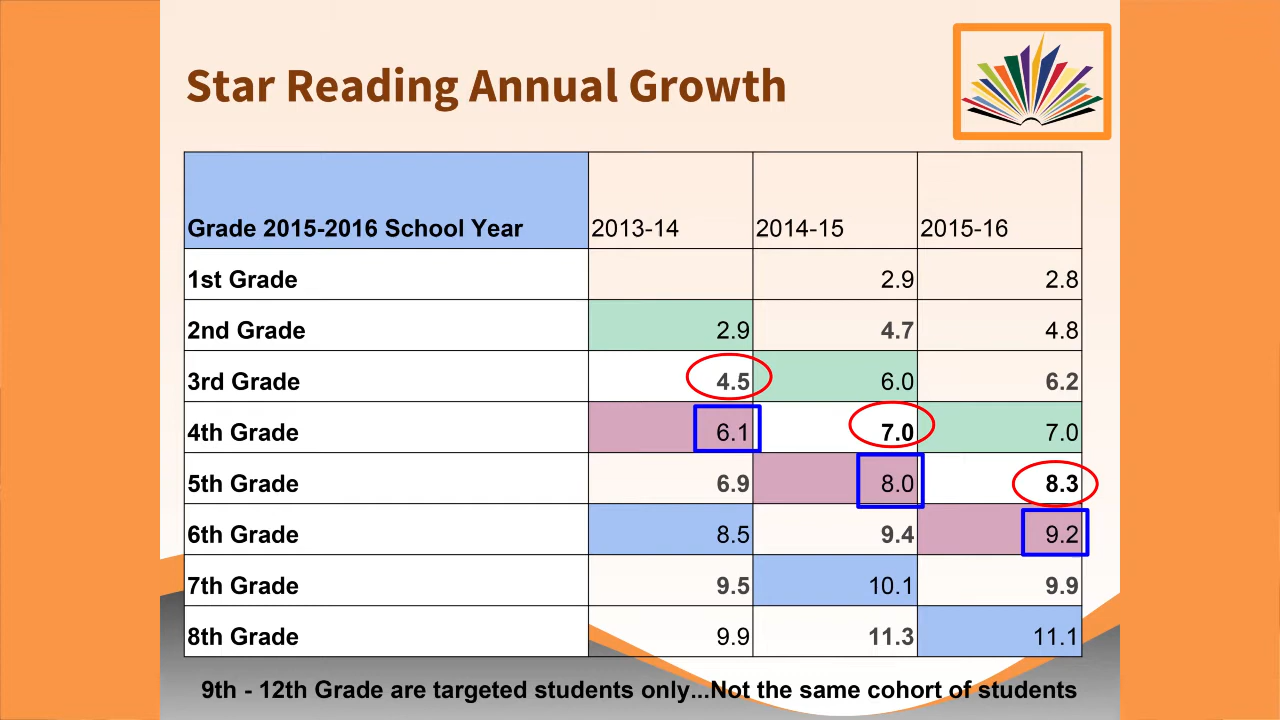 Star Reading Annual Growth
Grade 2015-2016 School Year 2013-14 2014-15 2015-16
1st Grade 2.9 2.8
2nd Grade 2.9 4.7 4.8
3rd Grade 4.5 6.0 6.2
4th Grade 6.1 7.0 7.0
5th Grade 6.9 8.0 8.3
6th Grade 8.5 9.4 9.2
7th Grade 9.5 10.1 9.9
8th Grade 9.9 11.3 11.1
9th - 12th Grade are targeted students only...Not the same cohort of students